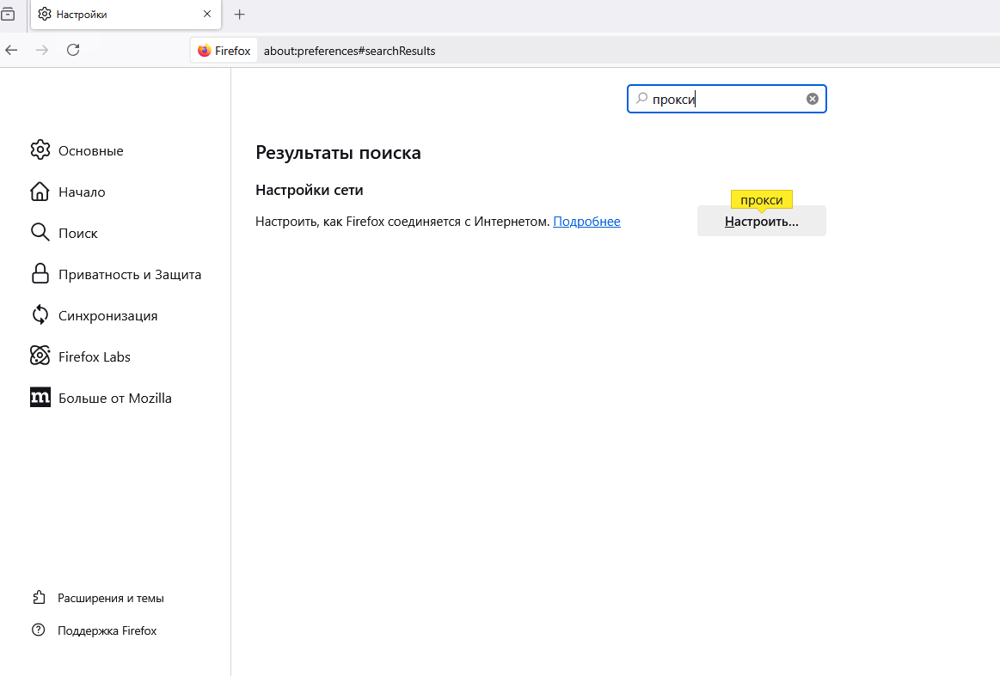 Настройки
Firefox about:preferences#searchResults
прокси
Основные
Начало
Поиск
Приватность и Защита
Синхронизация
Firefox Labs
m Больше от Mozilla
Расширения и темы
Поддержка Firefox
Результаты поиска
Настройки сети
прокси
Настроить, как Firefox соединяется с Интернетом. Подробнее
Настроить...